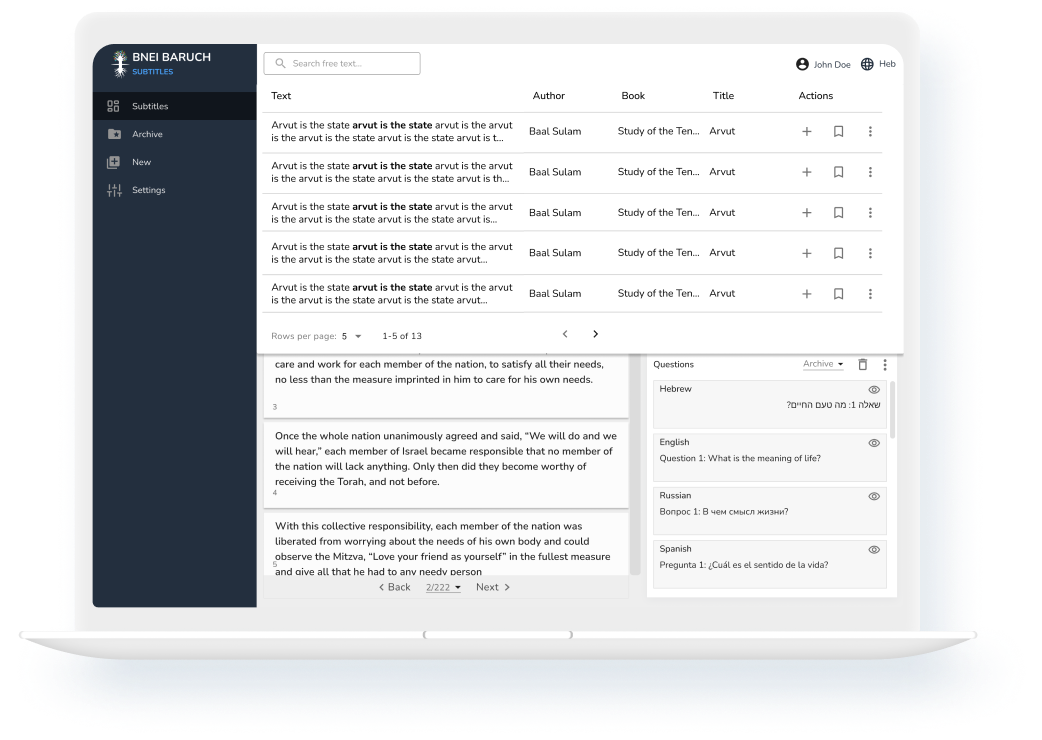 BNEI BARUCH
SUBTITLES
Search free text...
John Doe
Heb
Subtitles
Archive
New
Settings
Text Author Book Title Actions
Arvut is the state arvut is the state arvut is the arvut
is the arvut is the state arvut is the state arvut is t...
Baal Sulam Study of the Ten... Arvut
Arvut is the state arvut is the state arvut is the arvut
is the arvut is the state arvut is the state arvut is th...
Baal Sulam Study of the Ten... Arvut
Arvut is the state arvut is the state arvut is the arvut
is the arvut is the state arvut is the state arvut is...
Baal Sulam Study of the Ten... Arvut
Arvut is the state arvut is the state arvut is the arvut
is the arvut is the state arvut is the state arvut...
Baal Sulam Study of the Ten... Arvut
Arvut is the state arvut is the state arvut is the arvut
is the arvut is the state arvut is the state arvut...
Baal Sulam Study of the Ten... Arvut
Rows per page: 5 1-5 of 13
care and work for each member of the nation, to satisfy all their needs,
no less than the measure imprinted in him to care for his own needs.
3
Once the whole nation unanimously agreed and said, “We will do and we
will hear,” each member of Israel became responsible that no member of
the nation will lack anything. Only then did they become worthy of
receiving the Torah, and not before.
4
With this collective responsibility, each member of the nation was
liberated from worrying about the needs of his own body and could
observe the Mitzva, “Love your friend as yourself” in the fullest measure
5
and give all that he had to any needy person
Back 2/222 Next
Questions Archive
Hebrew
שאלה 1: מה טעם החיים?
English
Question 1: What is the meaning of life?
Russian
Вопрос 1: В чем смысл жизни?
Spanish
Pregunta 1: ¿Cuál es el sentido de la vida?